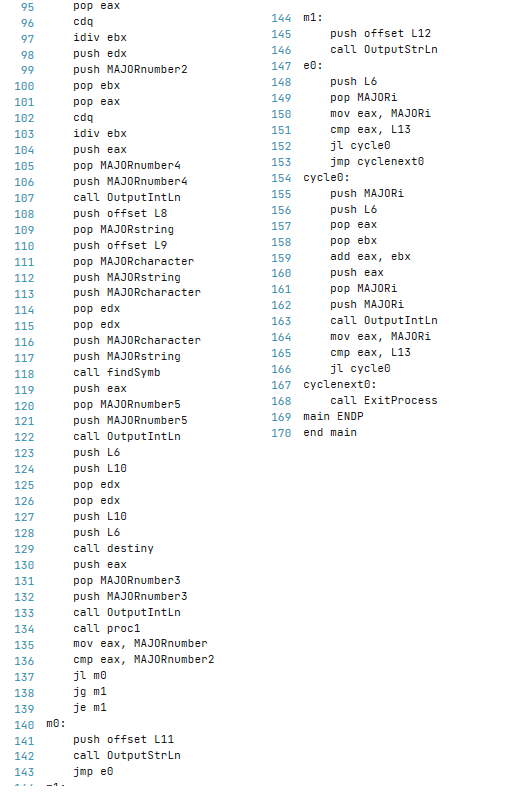 95 pop eax
96 cdq
97 idiv ebx
98 push edx
99 push MAJORnumber2
100 pop ebx
101 pop eax
102 cdq
103 idiv ebx
104 push eax
105 pop MAJORnumber4
106 push MAJORnumber4
107 call OutputIntLn
108 push offset L8
109 pop MAJORstring
110 push offset L9
111 pop MAJORcharacter
112 push MAJORstring
113 push MAJORcharacter
114 pop edx
115 pop edx
116 push MAJORcharacter
117 push MAJORstring
118 call findSymb
119 push eax
120 pop MAJORnumber5
121 push MAJORnumber5
122 call OutputIntLn
123 push L6
124 push L10
125 pop edx
126 pop edx
127 push L10
128 push L6
129 call destiny
130 push eax
131 pop MAJORnumber3
132 push MAJORnumber3
133 call OutputIntLn
134 call proc1
135 mov eax, MAJORnumber
136 cmp eax, MAJORnumber2
137 jl m0
138 jg m1
139 je m1
140 m0:
141 push offset L11
142 call OutputStrLn
143 jmp e0
144 m1:
145 push offset L12
146 call OutputStrLn
147 e0:
148 push L6
149 pop MAJORi
150 mov eax, MAJORi
151 cmp eax, L13
152 jl cycle0
153 jmp cyclenext0
154 cycle0:
155 push MAJORi
156 push L6
157 pop eax
158 pop ebx
159 add eax, ebx
160 push eax
161 pop MAJORi
162 push MAJORi
163 call OutputIntLn
164 mov eax, MAJORi
165 cmp eax, L13
166 jl cycle0
167 cyclenext0:
168 call ExitProcess
169 main ENDP
170 end main